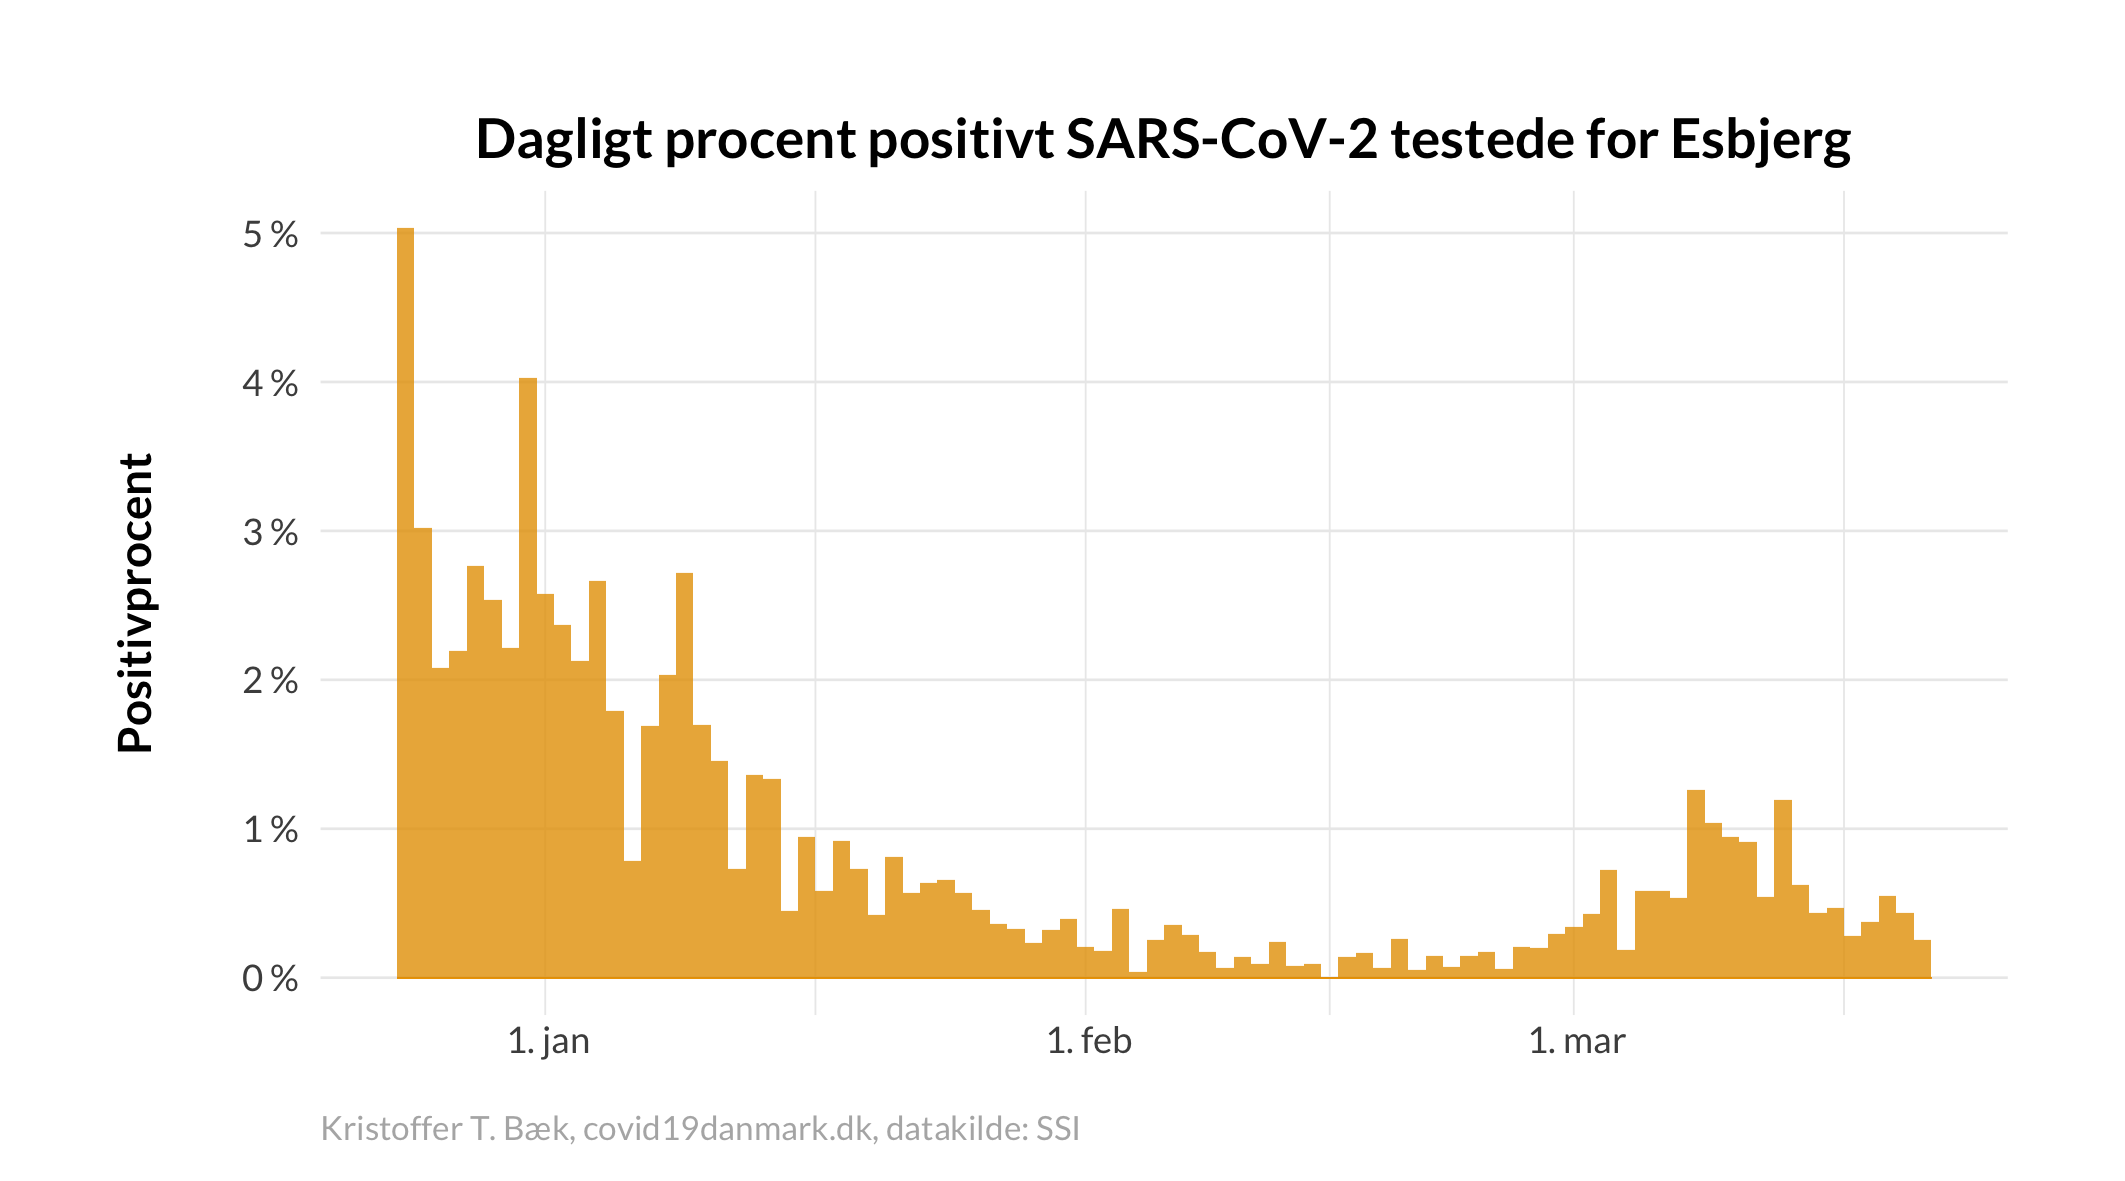 Dagligt procent positivt SARS-CoV-2 testede for Esbjerg
Positivprocent
5 %
4 %
3 %
2 %
1 %
0 %
1. jan
1. feb
1. mar
Kristoffer T. Bæk, covid19danmark.dk, datakilde: SSI